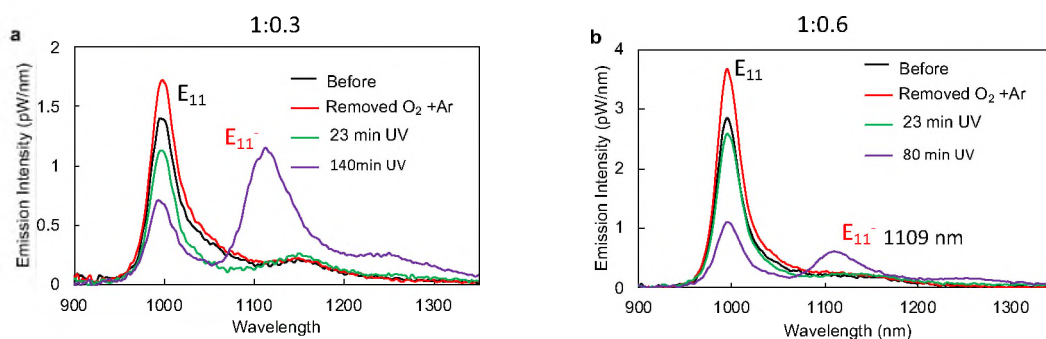 1:0.3
a
2
1.5
1
0.5
0
Emission Intensity (pW/nm)
E₁₁
Before
Removed O₂ +Ar
23 min UV
140min UV
E₁₁⁻
900
1000
1100
1200
1300
Wavelength
1:0.6
b
4
3
2
1
0
Emission Intensity (pW/nm)
E₁₁
Before
Removed O₂ +Ar
23 min UV
80 min UV
E₁₁⁻ 1109 nm
900
1000
1100
1200
1300
Wavelength (nm)